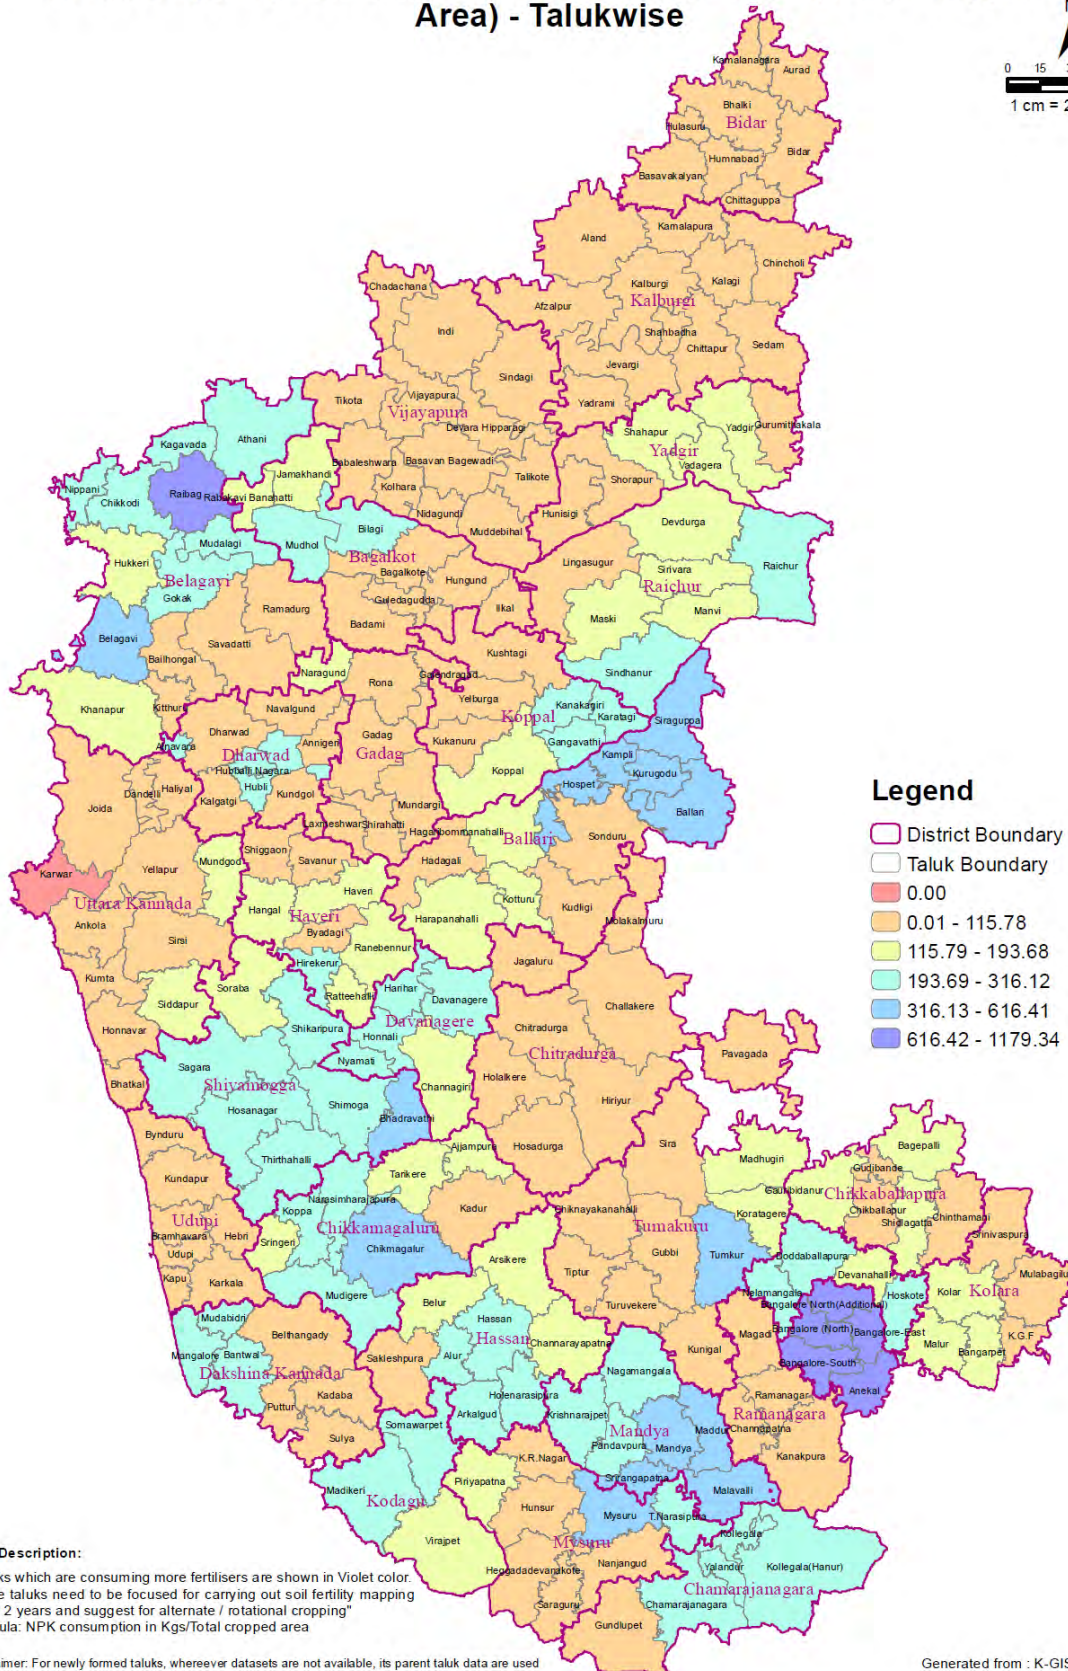 Area) - Talukwise
0 15
1 cm = 2
Kamalanagara
Aurad
Bhalki
Bidar
Hulasuru
Bidar
Humnabad
Basavakalyan
Chittaguppa
Kamalapura
Aland
Chincholi
Kalagi
Kalburgi
Kalburgi
Chadachana
Afzalpur
Indi
Shahbadha
Chittapur
Sedam
Jevargi
Sindagi
Vijayapura
Tikota
Yadrami
Vijayapura
Devara Hipparagi
Yadgir
Gurumithakala
Shahapur
Athani
Kagavada
Yadgir
Vadagera
Babaleshwara
Basavan Bagewadi
Jamakhandi
Talikote
Shorapur
Kolhara
Nippani
Raibag
Rabakavi Banahatti
Chikkodi
Nidagundi
Hunisigi
Devdurga
Bilagi
Muddebihal
Mudalagi
Mudhol
Bagalkot
Hukkeri
Lingasugur
Raichur
Sirivara
Bagalkote
Belagavi
Hungund
Raichur
Gokak
Guledagudda
Ramadurg
Ilkal
Manvi
Maski
Badami
Belagavi
Savadatti
Kushtagi
Bailhongal
Naragund
Gajendragad
Sindhanur
Rona
Yelburga
Kitthur
Navalgund
Kanakagiri
Khanapur
Koppal
Karatagi
Siraguppa
Dharwad
Gadag
Annigeri
Kukanuru
Gangavathi
Alnavara
Dharwad
Gadag
Kampli
Hubballi Nagara
Koppal
Kurugodu
Hospet
Hubli
Haliyal
Dandeli
Kundgol
Kalgatgi
Mundargi
Joida
Ballari
Laxmeshwar
Shirahatti
Hagaribommanahalli
Sonduru
Ballari
Shiggaon
Mundgod
Savanur
Hadagali
Yellapur
Karwar
Haveri
Kotturu
Uttara Kannada
Hangal
Haveri
Kudligi
Harapanahalli
Molakalmuru
Ankola
Byadagi
Sirsi
Ranebennur
Jagaluru
Hirekerur
Kumta
Soraba
Harihar
Ratteehalli
Davanagere
Siddapur
Challakere
Davanagere
Shikaripura
Chitradurga
Honnavar
Honnali
Chitradurga
Pavagada
Nyamati
Sagara
Holalkere
Bhatkal
Shivamogga
Channagiri
Hiriyur
Shimoga
Hosanagar
Bhadravathi
Bynduru
Ajjampura
Hosadurga
Sira
Bagepalli
Thirthahalli
Madhugiri
Tarikere
Gudibande
Kundapur
Gauribidanur
Chikkaballapura
Narasimharajapura
Kadur
Chiknayakanahalli
Koppa
Chikballapur
Koratagere
Chinthamani
Udupi
Chikkamagaluru
Tumakuru
Shidlagatta
Bramhavara
Hebri
Sringeri
Srinivaspura
Chikmagalur
Udupi
Gubbi
Tumkur
Doddaballapura
Arsikere
Kapu
Tiptur
Devanahalli
Mulabagilu
Karkala
Nelamangala
Hoskote
Kolar
Kolara
Mudigere
Belur
Turuvekere
Bangalore North(Additional)
Mudabidri
Hassan
Bangalore (North)
Bangalore-East
Belthangady
Magadi
K.G.F
Hassan
Channarayapatna
Malur
Kunigal
Bangarpet
Mangalore
Bantwal
Sakleshpura
Alur
Bangalore-South
Dakshina Kannada
Nagamangala
Anekal
Kadaba
Holenarasipura
Ramanagar
Puttur
Arkalgud
Krishnarajpet
Ramanagara
Somawarpet
Mandya
Maddur
Channapatna
Sulya
Pandavpura
Mandya
K.R.Nagar
Kanakpura
Srirangapatna
Piriyapatna
Madikeri
Malavalli
Kodagu
Hunsur
Mysuru
T.Narasipura
Kollegala
Virajpet
Mysuru
Nanjangud
Yalandur
Kollegala(Hanur)
Heggadadevanakote
Chamarajanagara
Saraguru
Chamarajanagara
Gundlupet
Legend
District Boundary
Taluk Boundary
0.00
0.01 - 115.78
115.79 - 193.68
193.69 - 316.12
316.13 - 616.41
616.42 - 1179.34
Description:
ks which are consuming more fertilisers are shown in Violet color.
e taluks need to be focused for carrying out soil fertility mapping
2 years and suggest for alternate / rotational cropping"
ula: NPK consumption in Kgs/Total cropped area
imer: For newly formed taluks, whereever datasets are not available, its parent taluk data are used
Generated from : K-GIS